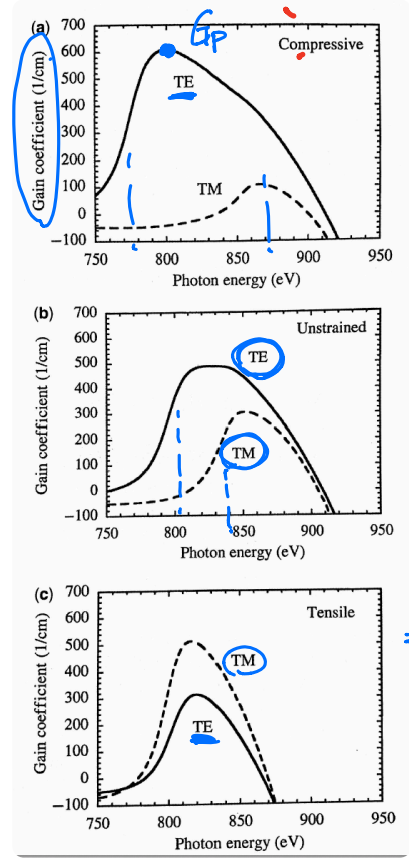 (a)
700
600
500
400
300
200
100
0
−100
Gain coefficient (1/cm)
Gp
Compressive
TE
TM
750 800 850 900 950
Photon energy (eV)
(b)
700
600
500
400
300
200
100
0
−100
Gain coefficient (1/cm)
Unstrained
TE
TM
750 800 850 900 950
Photon energy (eV)
(c)
700
600
500
400
300
200
100
0
−100
Gain coefficient (1/cm)
Tensile
TM
TE
750 800 850 900 950
Photon energy (eV)